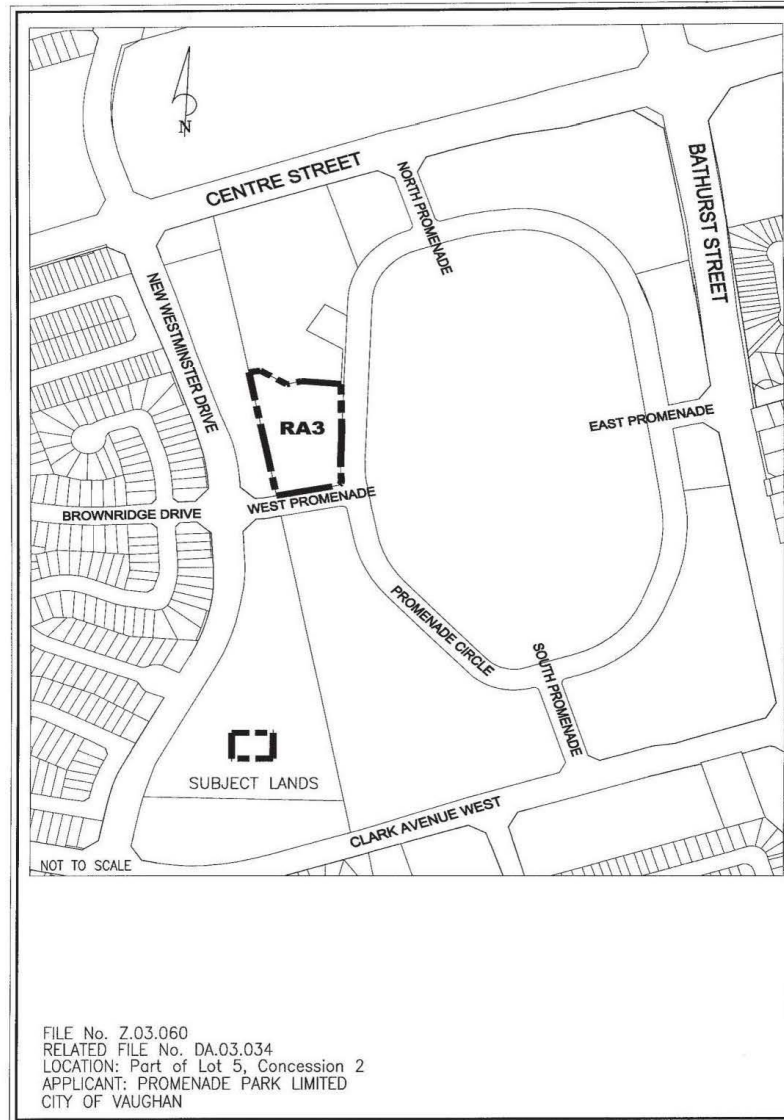 N
CENTRE STREET
NORTH PROMENADE
BATHURST STREET
NEW WESTMINSTER DRIVE
RA3
EAST PROMENADE
WEST PROMENADE
BROWNRIDGE DRIVE
PROMENADE CIRCLE
SOUTH PROMENADE
SUBJECT LANDS
CLARK AVENUE WEST
NOT TO SCALE
FILE No. Z.03.060
RELATED FILE No. DA.03.034
LOCATION: Part of Lot 5, Concession 2
APPLICANT: PROMENADE PARK LIMITED
CITY OF VAUGHAN